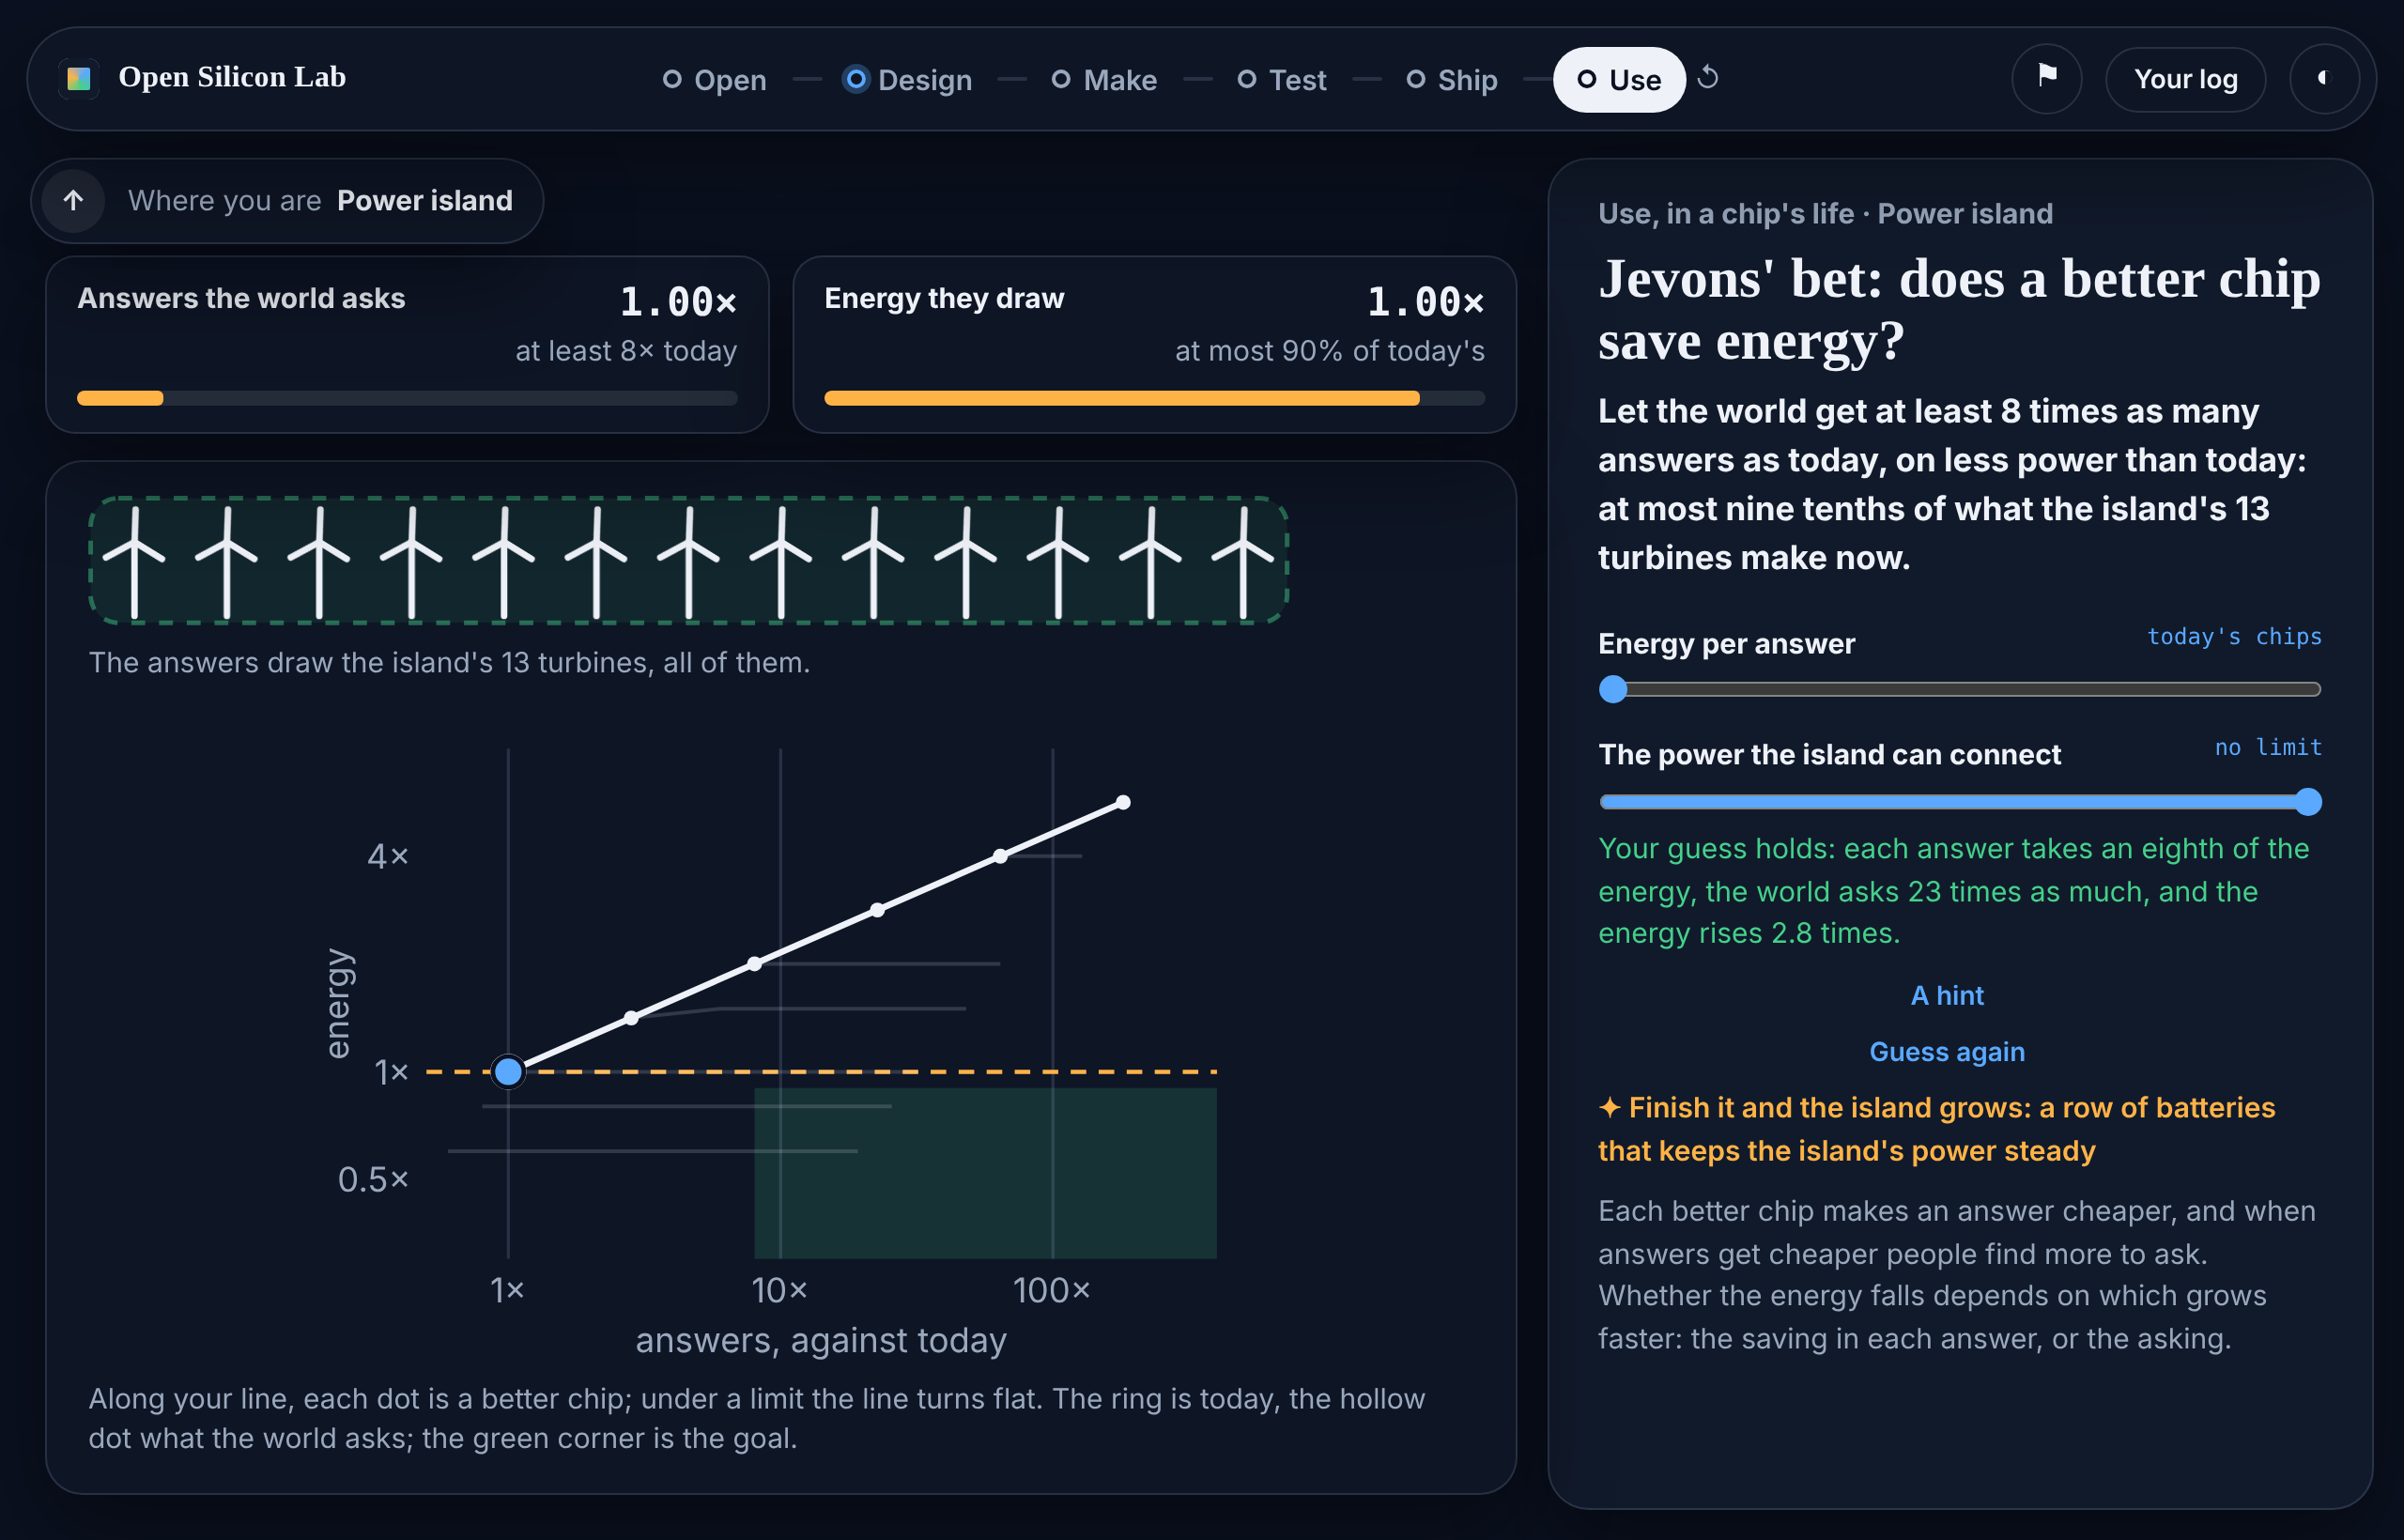 Open Silicon Lab
Open
Design
Make
Test
Ship
Use
Your log
Where you are Power island
Answers the world asks
1.00×
at least 8× today
Energy they draw
1.00×
at most 90% of today's
The answers draw the island's 13 turbines, all of them.
energy
4×
1×
0.5×
1×
10×
100×
answers, against today
Along your line, each dot is a better chip; under a limit the line turns flat. The ring is today, the hollow
dot what the world asks; the green corner is the goal.
Use, in a chip's life · Power island
Jevons' bet: does a better chip
save energy?
Let the world get at least 8 times as many
answers as today, on less power than today:
at most nine tenths of what the island's 13
turbines make now.
Energy per answer
today's chips
The power the island can connect
no limit
Your guess holds: each answer takes an eighth of the
energy, the world asks 23 times as much, and the
energy rises 2.8 times.
A hint
Guess again
✦ Finish it and the island grows: a row of batteries
that keeps the island's power steady
Each better chip makes an answer cheaper, and when
answers get cheaper people find more to ask.
Whether the energy falls depends on which grows
faster: the saving in each answer, or the asking.